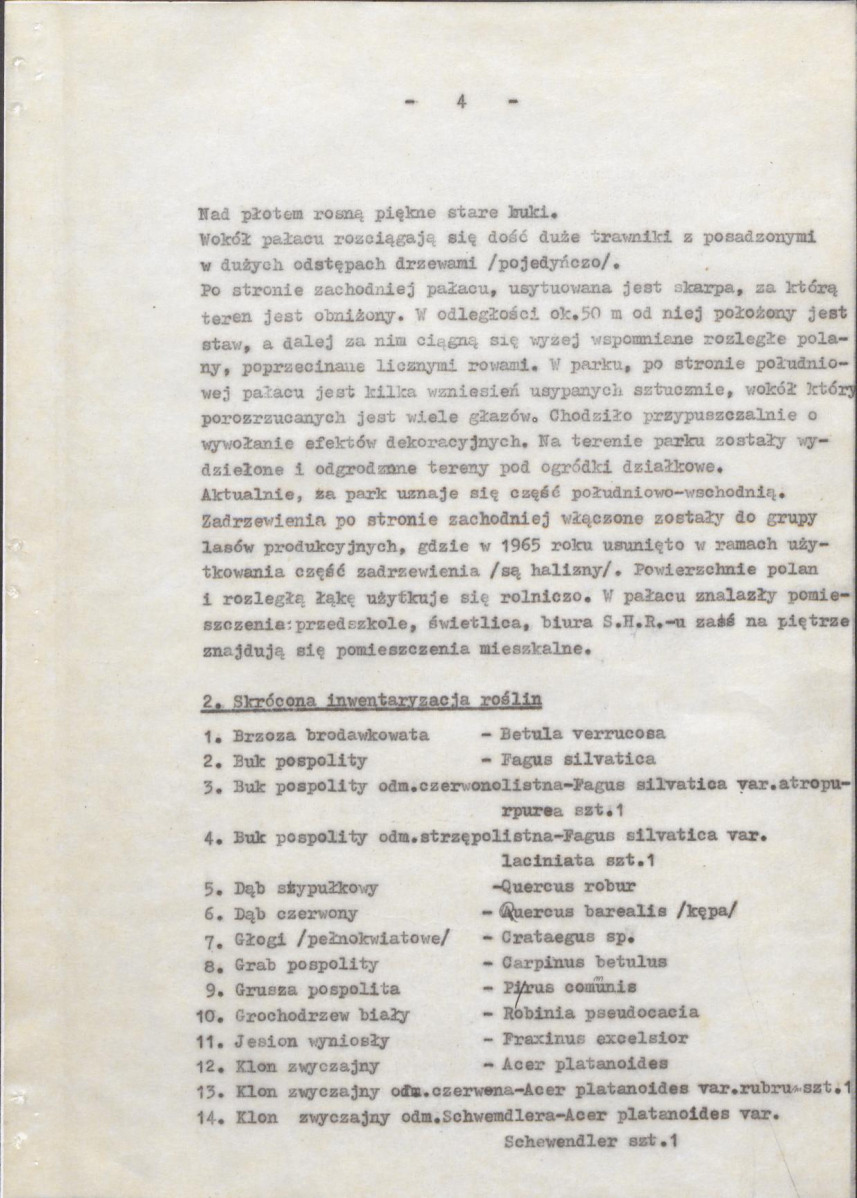 - 4 -
Nad płotem rosną piękne stare buki.
Wokół pałacu rozciągają się dość duże trawniki z posadzonymi
w dużych odstępach drzewami /pojedyńczo/.
Po stronie zachodniej pałacu, usytuowana jest skarpa, za którą
teren jest obniżony. W odległości ok.50 m od niej położony jest
staw, a dalej za nim ciągną się wyzej wspomniane rozległe pola-
ny, poprzecinane licznymi rowami. W parku, po stronie południo-
wej pałacu jest kilka wzniesień usypanych sztucznie, wokół który
porozrzucanych jest wiele głazów. Chodziło przypuszczalnie o
wywołanie efektów dekoracyjnych. Na terenie parku zostały wy-
dzielone i odgrodzone tereny pod ogródki działkowe.
Aktualnie, za park uznaje się część południowo-wschodnią.
Zadrzewienia po stronie zachodniej włączone zostały do grupy
lasów produkcyjnych, gdzie w 1965 roku usunięto w ramach uży-
tkowania część zadrzewienia /są halizny/. Powierzchnie polan
i rozległą łąkę użytkuje się rolniczo. W pałacu znalazły pomie-
szczenia:przedszkole, świetlica, biura S.H.R.-u zaś na piętrze
znajdują się pomieszczenia mieszkalne.
2. Skrócona inwentaryzacja roślin
1. Brzoza brodawkowata - Betula verrucosa
2. Buk pospolity - Fagus silvatica
3. Buk pospolity odm.czerwonolistna-Fagus silvatica var.atropu-
rpurea szt.1
4. Buk pospolity odm.strzępolistna-Fagus silvatica var.
laciniata szt.1
5. Dąb szypułkowy -Quercus robur
6. Dąb czerwony - Quercus barealis /kępa/
7. Głogi /pełnokwiatowe/ - Crataegus sp.
8. Grab pospolity - Carpinus betulus
9. Grusza pospolita - Pirus communis
10. Grochodrzew biały - Robinia pseudocacia
11. Jesion wyniosły - Fraxinus excelsior
12. Klon zwyczajny - Acer platanoides
13. Klon zwyczajny odm.czerwona-Acer platanoides var.rubrum szt.1
14. Klon zwyczajny odm.Schwemdlera-Acer platanoides var.
Schewendler szt.1